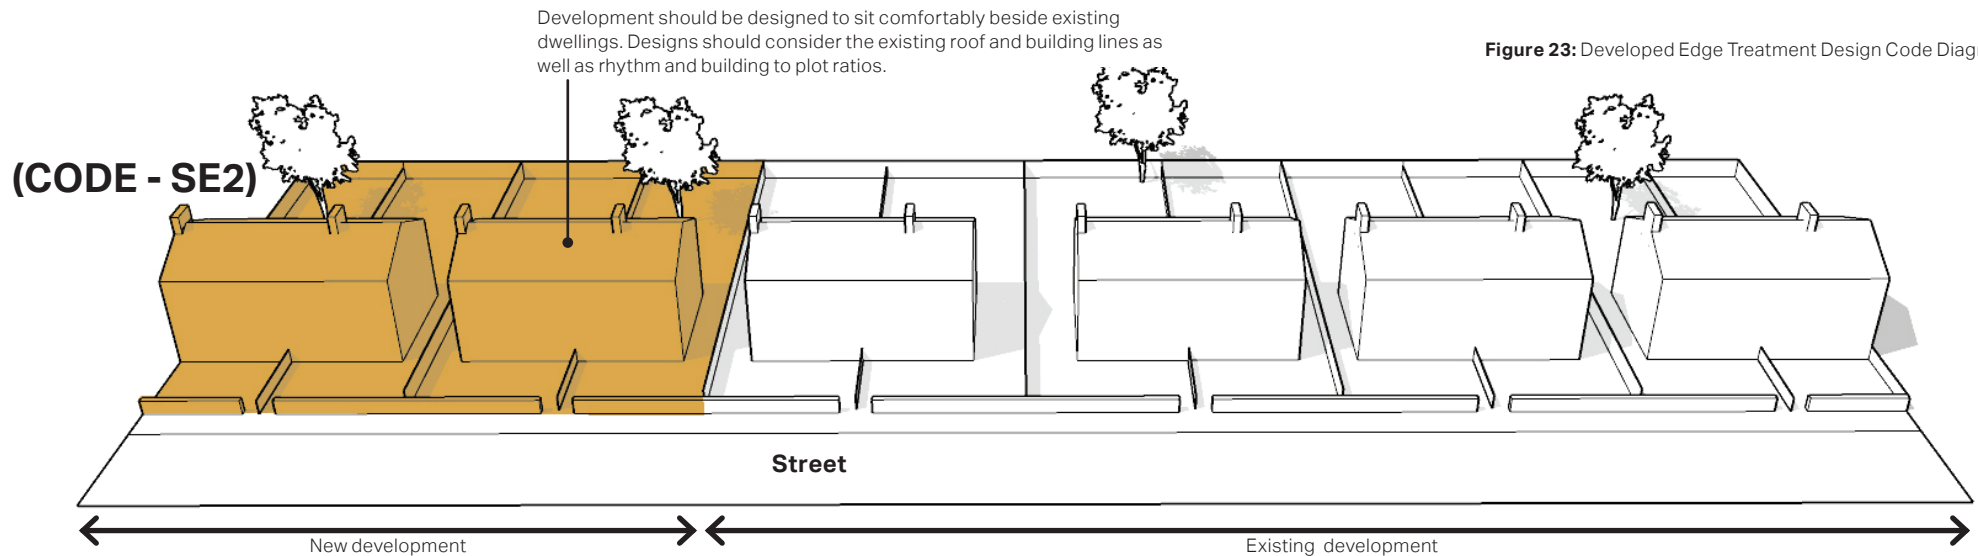 Development should be designed to sit comfortably beside existing
dwellings. Designs should consider the existing roof and building lines as
well as rhythm and building to plot ratios.
Figure 23: Developed Edge Treatment Design Code Diag
(CODE - SE2)
Street
New development
Existing development